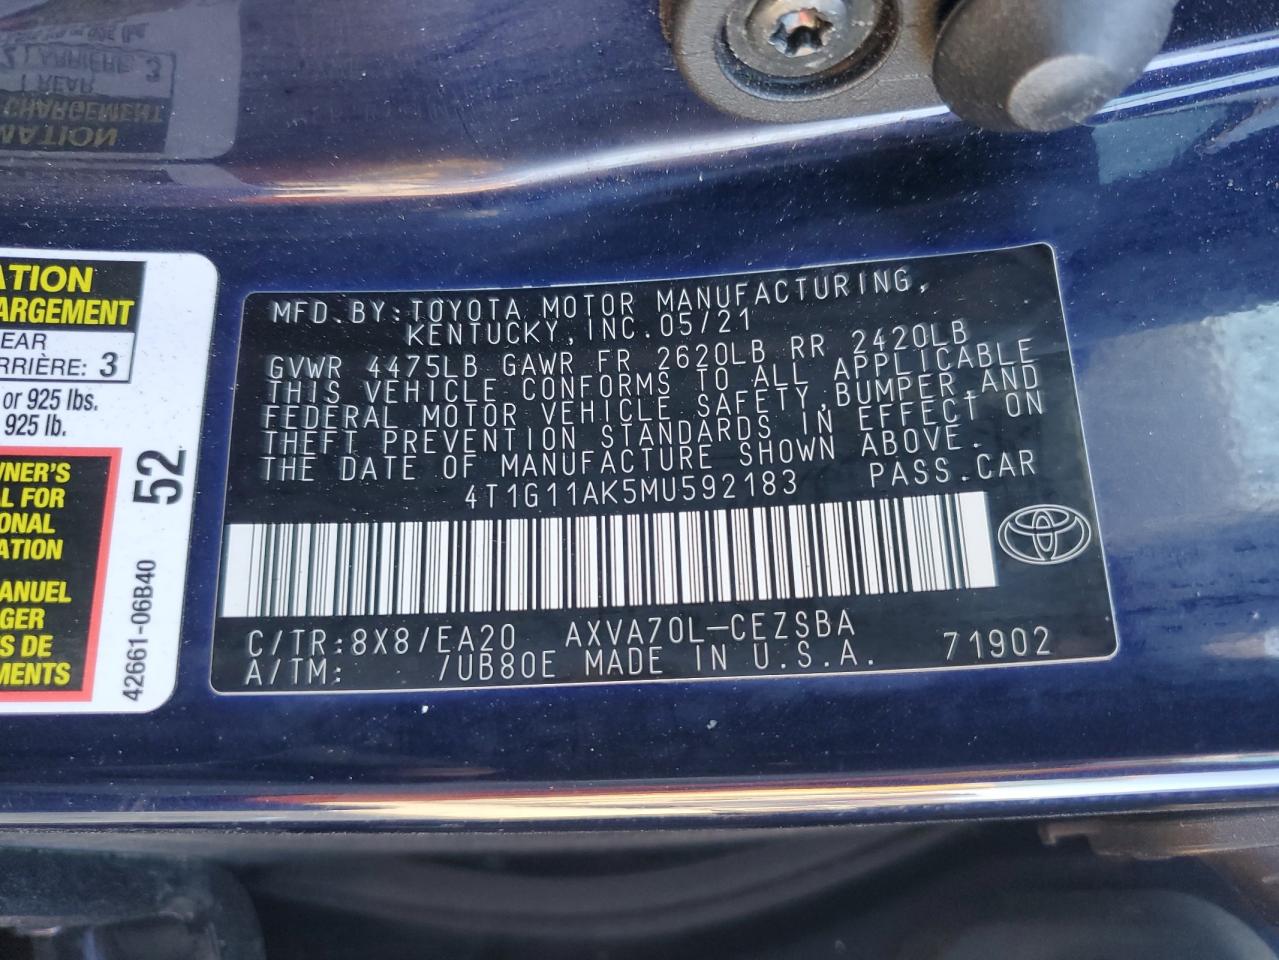 ATION
ARGEMENT
EAR
RRIÈRE: 3
or 925 lbs.
925 lb.
WNER'S
L FOR
ONAL
ATION
ANUEL
GER
S DE
MENTS
52
42661-06B40
MFD.BY:TOYOTA MOTOR MANUFACTURING,
KENTUCKY,INC.05/21
GVWR 4475LB GAWR FR 2620LB RR 2420LB
THIS VEHICLE CONFORMS TO ALL APPLICABLE
FEDERAL MOTOR VEHICLE SAFETY,BUMPER,AND
THEFT PREVENTION STANDARDS IN EFFECT ON
THE DATE OF MANUFACTURE SHOWN ABOVE.
4T1G11AK5MU592183 PASS.CAR
C/TR:8X8/EA20 AXVA70L-CEZSBA
A/TM: /UB80E MADE IN U.S.A. 71902